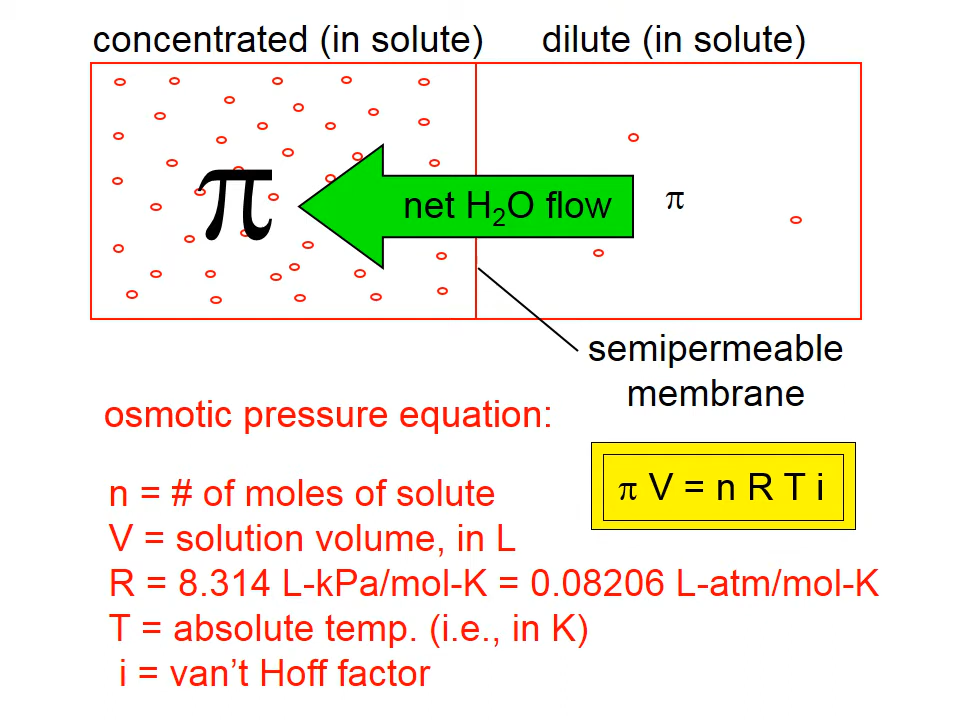 concentrated (in solute) dilute (in solute)
π net H₂O flow π
semipermeable
membrane
osmotic pressure equation:
π V = n R T i
n = # of moles of solute
V = solution volume, in L
R = 8.314 L-kPa/mol-K = 0.08206 L-atm/mol-K
T = absolute temp. (i.e., in K)
i = van’t Hoff factor